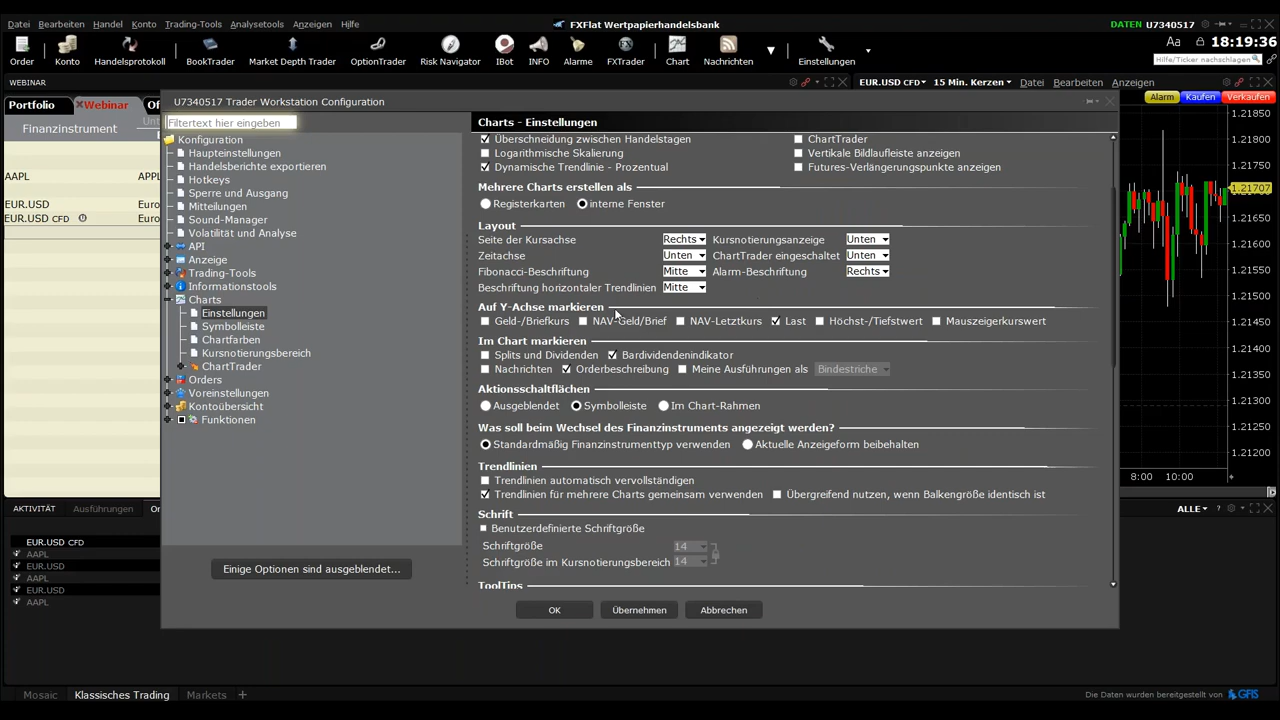 Datei Bearbeiten Handel Konto Trading-Tools Analysetools Anzeigen Hilfe
FXFlat Wertpapierhandelsbank
DATEN U7340517
Aa 18:19:36
Order Konto Handelsprotokoll BookTrader Market Depth Trader OptionTrader Risk Navigator IBot INFO Alarme FXTrader Chart Nachrichten Einstellungen
Hilfe/Ticker nachschlagen
WEBINAR
EUR.USD CFD 15 Min. Kerzen Datei Bearbeiten Anzeigen
Alarm Kaufen Verkaufen
Portfolio Webinar Of
Finanzinstrument
AAPL APPL
EUR.USD Euro
EUR.USD CFD Euro
U7340517 Trader Workstation Configuration
Filtertext hier eingeben
Konfiguration
Haupteinstellungen
Handelsberichte exportieren
Hotkeys
Sperre und Ausgang
Mitteilungen
Sound-Manager
Volatilität und Analyse
API
Anzeige
Trading-Tools
Informationstools
Charts
Einstellungen
Symbolleiste
Chartfarben
Kursnotierungsbereich
ChartTrader
Orders
Voreinstellungen
Kontoübersicht
Funktionen
Einige Optionen sind ausgeblendet...
Charts - Einstellungen
Überschneidung zwischen Handelstagen ChartTrader
Logarithmische Skalierung Vertikale Bildlaufleiste anzeigen
Dynamische Trendlinie - Prozentual Futures-Verlängerungspunkte anzeigen
Mehrere Charts erstellen als
Registerkarten interne Fenster
Layout
Seite der Kursachse Rechts Kursnotierungsanzeige Unten
Zeitachse Unten ChartTrader eingeschaltet Unten
Fibonacci-Beschriftung Mitte Alarm-Beschriftung Rechts
Beschriftung horizontaler Trendlinien Mitte
Auf Y-Achse markieren
Geld-/Briefkurs NAV-Geld/Brief NAV-Letztkurs Last Höchst-/Tiefstwert Mauszeigerkurswert
Im Chart markieren
Splits und Dividenden Bardividendenindikator
Nachrichten Orderbeschreibung Meine Ausführungen als Bindestriche
Aktionsschaltflächen
Ausgeblendet Symbolleiste Im Chart-Rahmen
Was soll beim Wechsel des Finanzinstruments angezeigt werden?
Standardmäßig Finanzinstrumenttyp verwenden Aktuelle Anzeigeform beibehalten
Trendlinien
Trendlinien automatisch vervollständigen
Trendlinien für mehrere Charts gemeinsam verwenden Übergreifend nutzen, wenn Balkengröße identisch ist
Schrift
Benutzerdefinierte Schriftgröße
Schriftgröße 14
Schriftgröße im Kursnotierungsbereich 14
ToolTips
OK Übernehmen Abbrechen
1.21850
1.21800
1.21750
1.21707
1.21650
1.21600
1.21550
1.21500
1.21450
1.21400
1.21350
1.21300
1.21250
1.21200
8:00 10:00
AKTIVITÄT Ausführungen Or
ALLE ?
EUR.USD CFD
AAPL
EUR.USD
AAPL
EUR.USD
AAPL
Mosaic Klassisches Trading Markets +
Die Daten wurden bereitgestellt von GFIS